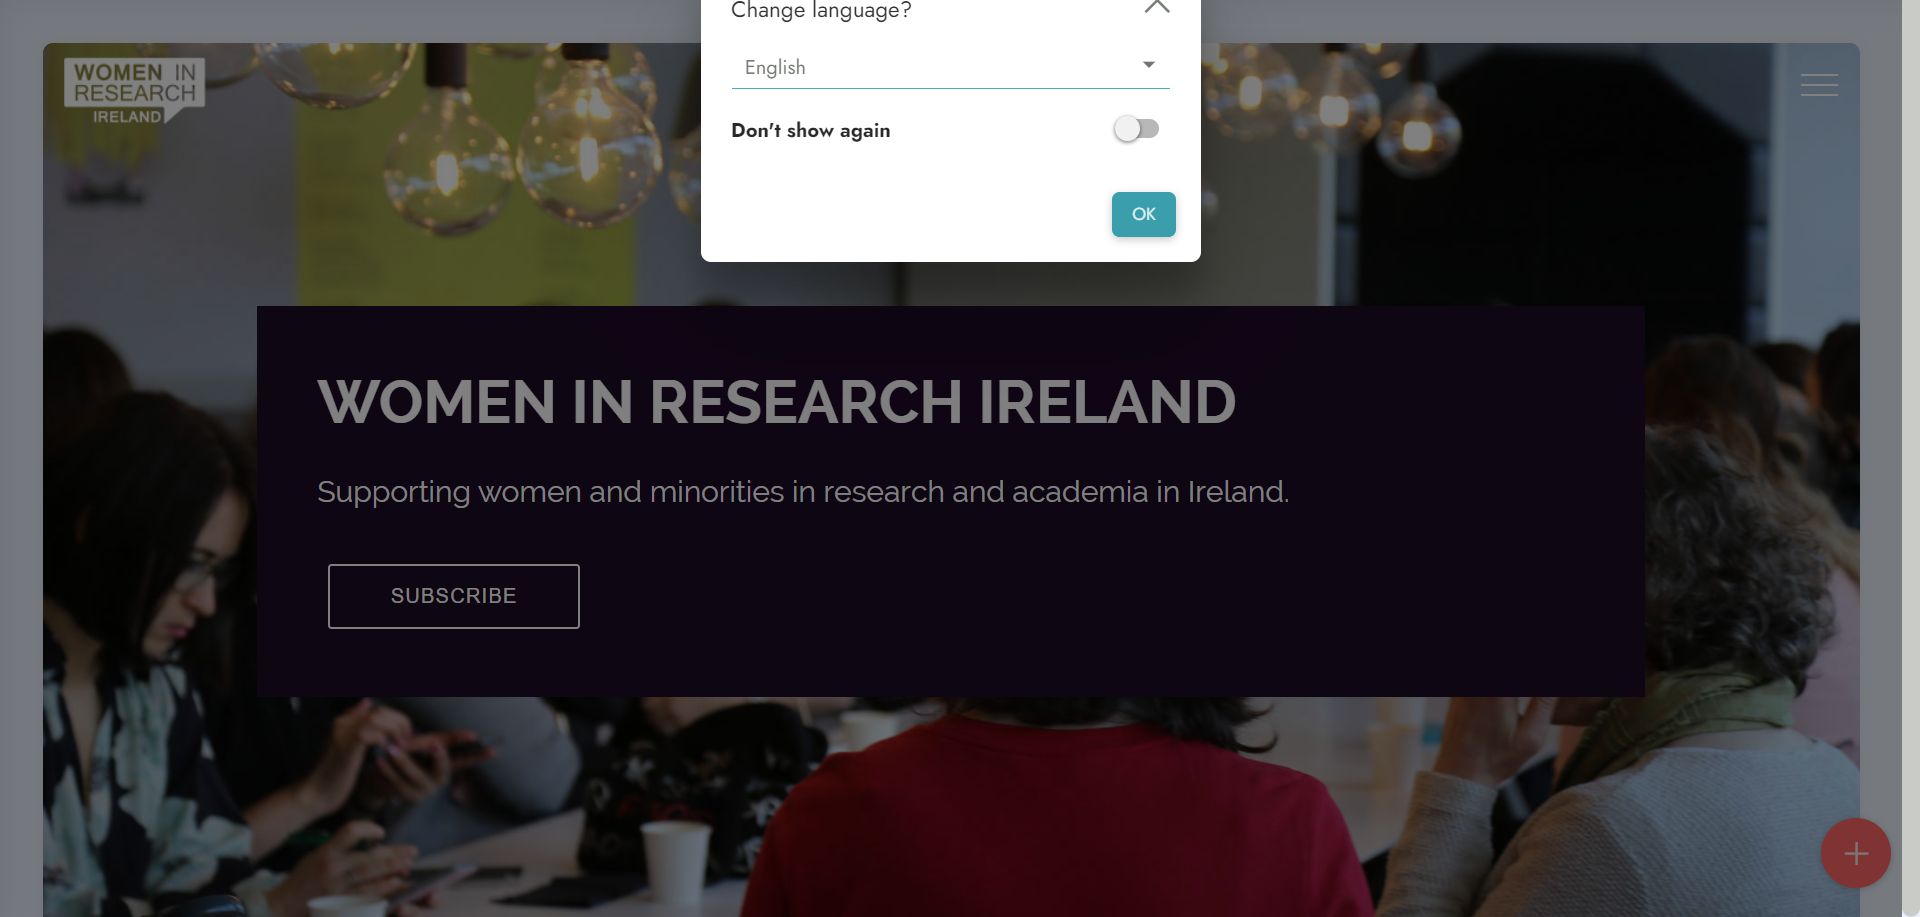 Change language?
English
Don't show again
OK
WOMEN IN
RESEARCH
IRELAND
WOMEN IN RESEARCH IRELAND
Supporting women and minorities in research and academia in Ireland.
SUBSCRIBE